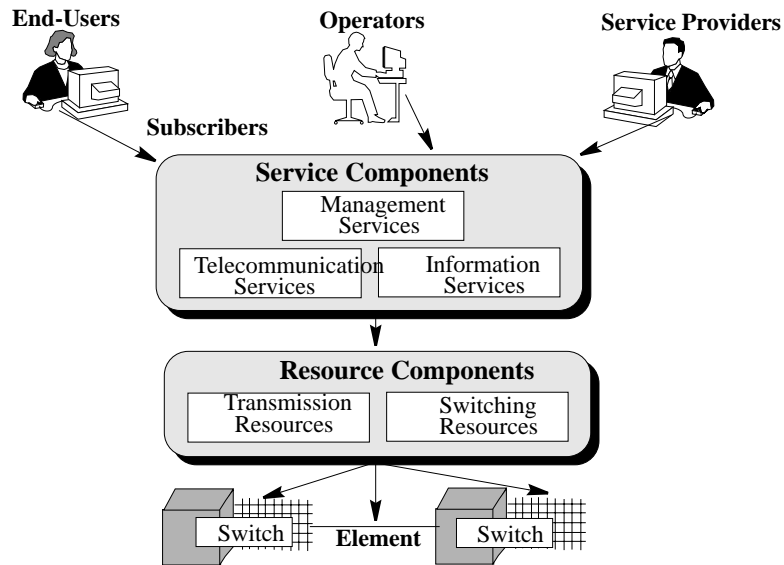 End-Users
Operators
Service Providers
Subscribers
Service Components
Management
Services
Telecommunication
Services
Information
Services
Resource Components
Transmission
Resources
Switching
Resources
Switch
Element
Switch